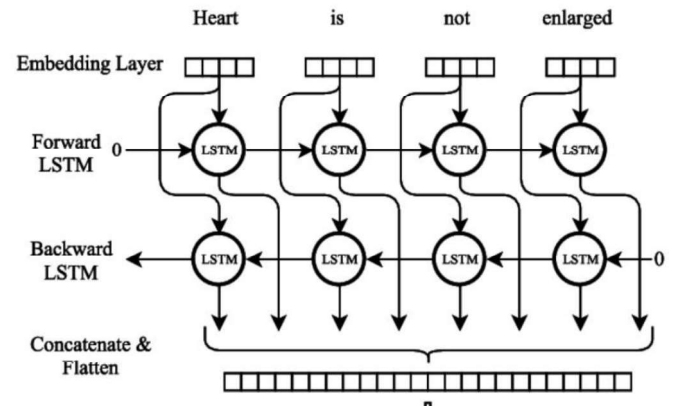 Heart is not enlarged
Embedding Layer
Forward
LSTM
0 LSTM LSTM LSTM LSTM
Backward
LSTM
LSTM LSTM LSTM LSTM 0
Concatenate &
Flatten